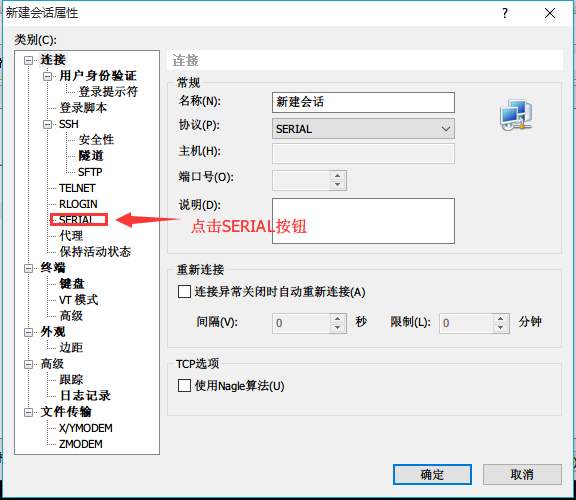 新建会话属性
类别(C):
连接
用户身份验证
登录提示符
登录脚本
SSH
安全性
隧道
SFTP
TELNET
RLOGIN
SERIAL
代理
保持活动状态
终端
键盘
VT 模式
高级
外观
边距
高级
跟踪
日志记录
文件传输
X/YMODEM
ZMODEM
连接
常规
名称(N): 新建会话
协议(P): SERIAL
主机(H):
端口号(O):
说明(D):
点击SERIAL按钮
重新连接
连接异常关闭时自动重新连接(A)
间隔(V): 0 秒 限制(L): 0 分钟
TCP选项
使用Nagle算法(U)
确定 取消